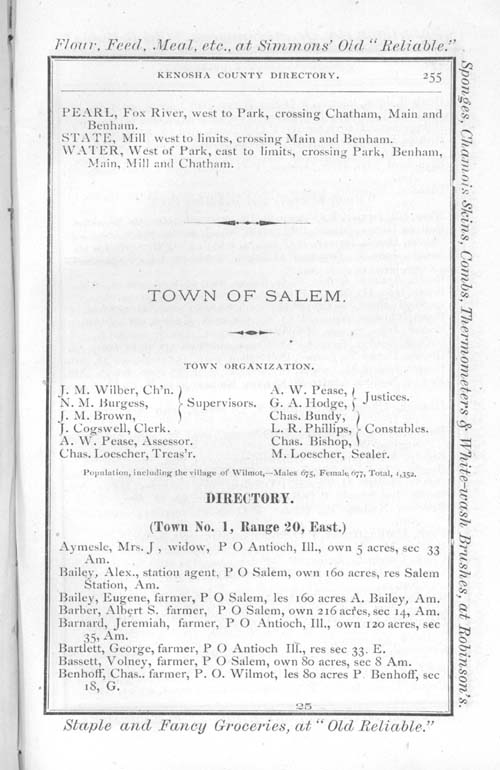 Flour, Feed, Meal, etc., at Simmons' Old "Reliable."
KENOSHA COUNTY DIRECTORY. 255
PEARL, Fox River, west to Park, crossing Chatham, Main and
Benham.
STATE, Mill west to limits, crossing Main and Benham.
WATER, West of Park, east to limits, crossing Park, Benham,
Main, Mill and Chatham.
TOWN OF SALEM.
TOWN ORGANIZATION.
J. M. Wilber, Ch'n.
N. M. Burgess,
J. M. Brown,
Supervisors.
J. Cogswell, Clerk.
A. W. Pease, Assessor.
Chas. Loescher, Treas'r.
A. W. Pease,
G. A. Hodge,
Justices.
Chas. Bundy,
L. R. Phillips,
Chas. Bishop,
Constables.
M. Loescher, Sealer.
Population, including the village of Wilmot,—Males 675, Female 677, Total, 1,352.
DIRECTORY.
(Town No. 1, Range 20, East.)
Aymesle, Mrs. J , widow, P O Antioch, Ill., own 5 acres, sec 33
Am.
Bailey, Alex., station agent, P O Salem, own 160 acres, res Salem
Station, Am.
Bailey, Eugene, farmer, P O Salem, les 160 acres A. Bailey, Am.
Barber, Albert S. farmer, P O Salem, own 216 acres, sec 14, Am.
Barnard, Jeremiah, farmer, P O Antioch, Ill., own 120 acres, sec
35, Am.
Bartlett, George, farmer, P O Antioch Ill., res sec 33. E.
Bassett, Volney, farmer, P O Salem, own 80 acres, sec 8 Am.
Benhoff, Chas.. farmer, P. O. Wilmot, les 80 acres P. Benhoff, sec
18, G.
25
Staple and Fancy Groceries, at "Old Reliable."
Sponges, Chamois Skins, Combs, Thermometers & White-wash Brushes, at Robinson's.